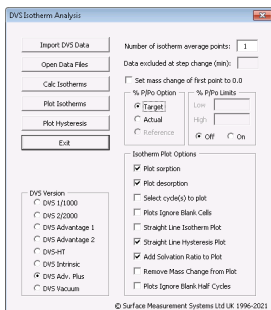 DVS Isotherm Analysis
Import DVS Data
Open Data Files
Calc Isotherms
Plot Isotherms
Plot Hysteresis
Exit
Number of isotherm average points: 1
Data excluded at step change (min):
Set mass change of first point to 0.0
% P/Po Option
Target
Actual
Reference
% P/Po Limits
Low
High
Off
On
Isotherm Plot Options
Plot sorption
Plot desorption
Select cycle(s) to plot
Plots Ignore Blank Cells
Straight Line Isotherm Plot
Straight Line Hysteresis Plot
Add Solvation Ratio to Plot
Remove Mass Change from Plot
Plots Ignore Blank Half Cycles
DVS Version
DVS 1/1000
DVS 2/2000
DVS Advantage 1
DVS Advantage 2
DVS-HT
DVS Intrinsic
DVS Adv. Plus
DVS Vacuum
© Surface Measurement Systems Ltd UK 1996-2021